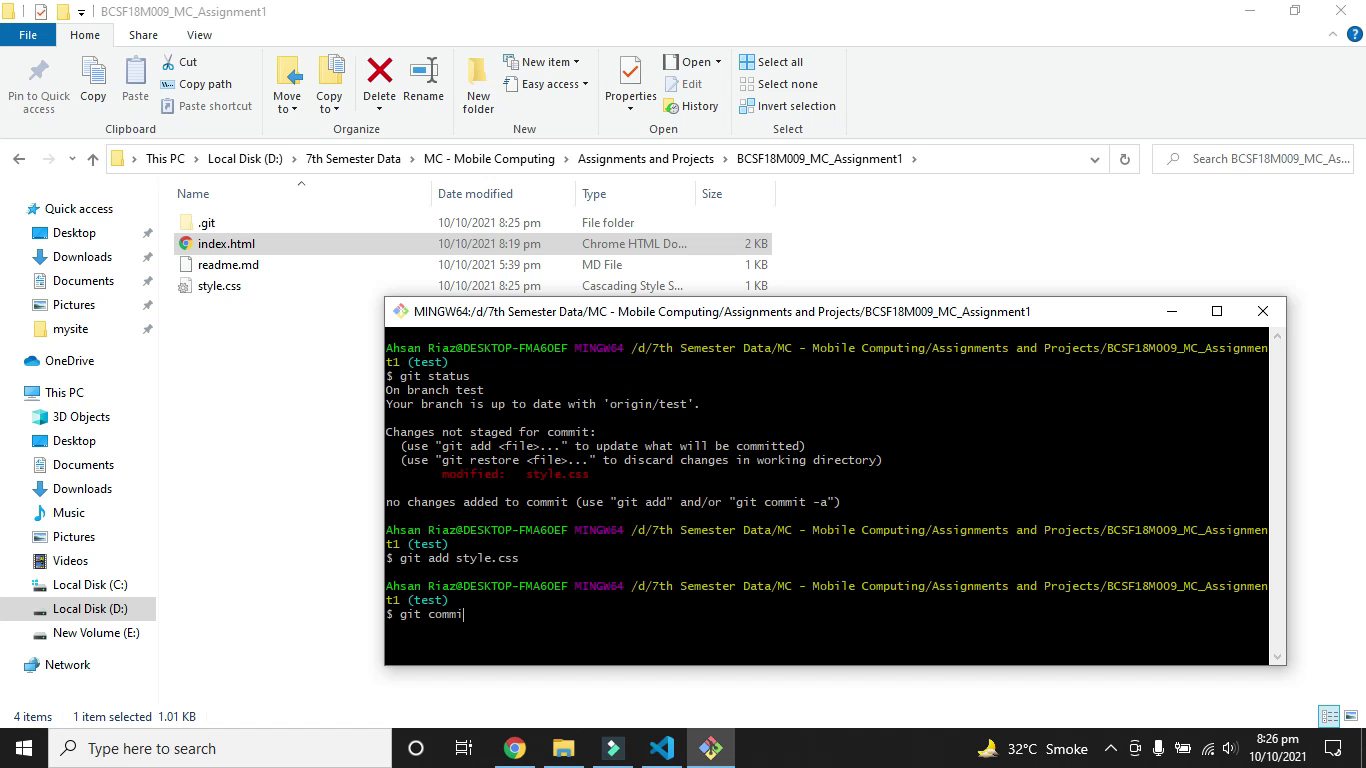 BCSF18M009_MC_Assignment1
File Home Share View
Pin to Quick access
Copy
Paste
Cut
Copy path
Paste shortcut
Clipboard
Move to
Copy to
Delete
Rename
Organize
New folder
New item
Easy access
New
Properties
Open
Edit
History
Open
Select all
Select none
Invert selection
Select
This PC Local Disk (D:) 7th Semester Data MC - Mobile Computing Assignments and Projects BCSF18M009_MC_Assignment1
Search BCSF18M009_MC_As...
Name Date modified Type Size
.git 10/10/2021 8:25 pm File folder
index.html 10/10/2021 8:19 pm Chrome HTML Do... 2 KB
readme.md 10/10/2021 5:39 pm MD File 1 KB
style.css 10/10/2021 8:25 pm Cascading Style S... 1 KB
Quick access
Desktop
Downloads
Documents
Pictures
mysite
OneDrive
This PC
3D Objects
Desktop
Documents
Downloads
Music
Pictures
Videos
Local Disk (C:)
Local Disk (D:)
New Volume (E:)
Network
MINGW64:/d/7th Semester Data/MC - Mobile Computing/Assignments and Projects/BCSF18M009_MC_Assignment1
Ahsan Riaz@DESKTOP-FMA6OEF MINGW64 /d/7th Semester Data/MC - Mobile Computing/Assignments and Projects/BCSF18M009_MC_Assignmen
t1 (test)
$ git status
On branch test
Your branch is up to date with 'origin/test'.
Changes not staged for commit:
(use "git add <file>..." to update what will be committed)
(use "git restore <file>..." to discard changes in working directory)
modified: style.css
no changes added to commit (use "git add" and/or "git commit -a")
Ahsan Riaz@DESKTOP-FMA6OEF MINGW64 /d/7th Semester Data/MC - Mobile Computing/Assignments and Projects/BCSF18M009_MC_Assignmen
t1 (test)
$ git add style.css
Ahsan Riaz@DESKTOP-FMA6OEF MINGW64 /d/7th Semester Data/MC - Mobile Computing/Assignments and Projects/BCSF18M009_MC_Assignmen
t1 (test)
$ git commi
4 items 1 item selected 1.01 KB
Type here to search
32°C Smoke
8:26 pm
10/10/2021